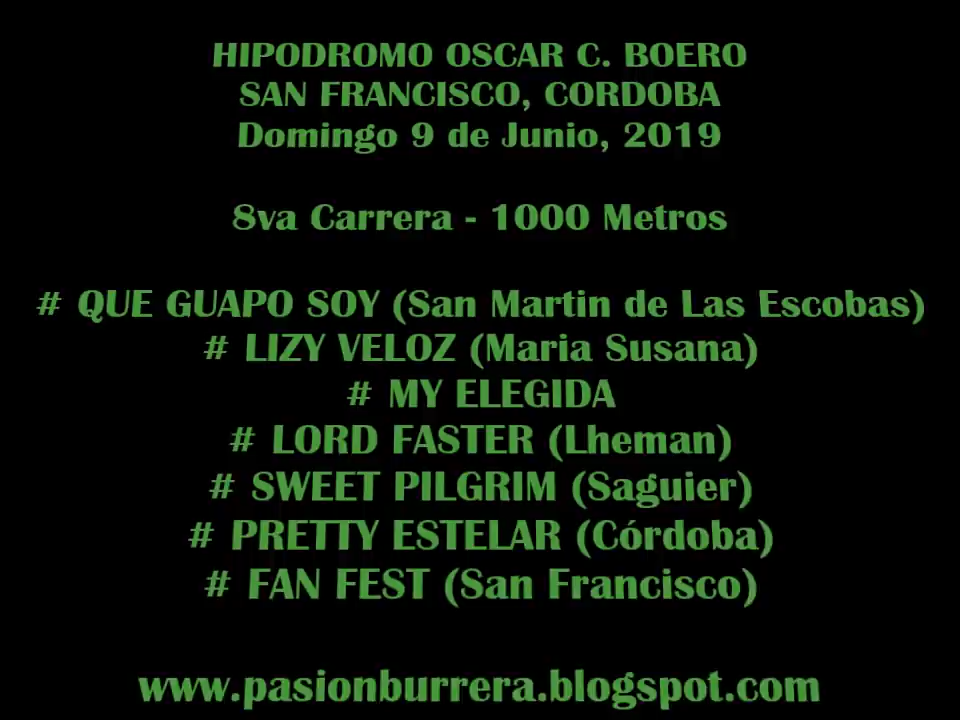 HIPODROMO OSCAR C. BOERO
SAN FRANCISCO, CORDOBA
Domingo 9 de Junio, 2019
8va Carrera - 1000 Metros
# QUE GUAPO SOY (San Martin de Las Escobas)
# LIZY VELOZ (Maria Susana)
# MY ELEGIDA
# LORD FASTER (Lheman)
# SWEET PILGRIM (Saguier)
# PRETTY ESTELAR (Córdoba)
# FAN FEST (San Francisco)
www.pasionburrera.blogspot.com